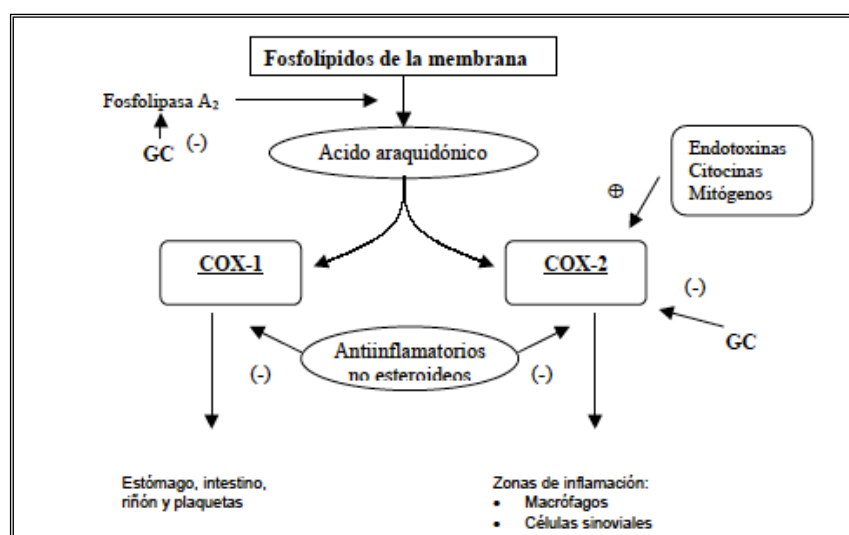 Fosfolípidos de la membrana
Fosfolipasa A₂
GC (-)
Acido araquidónico
Endotoxinas
Citocinas
Mitógenos
⊕
COX-1
COX-2
(-)
GC
Antiinflamatorios
no esteroideos
(-)
(-)
Estómago, intestino,
riñón y plaquetas
Zonas de inflamación:
• Macrófagos
• Células sinoviales